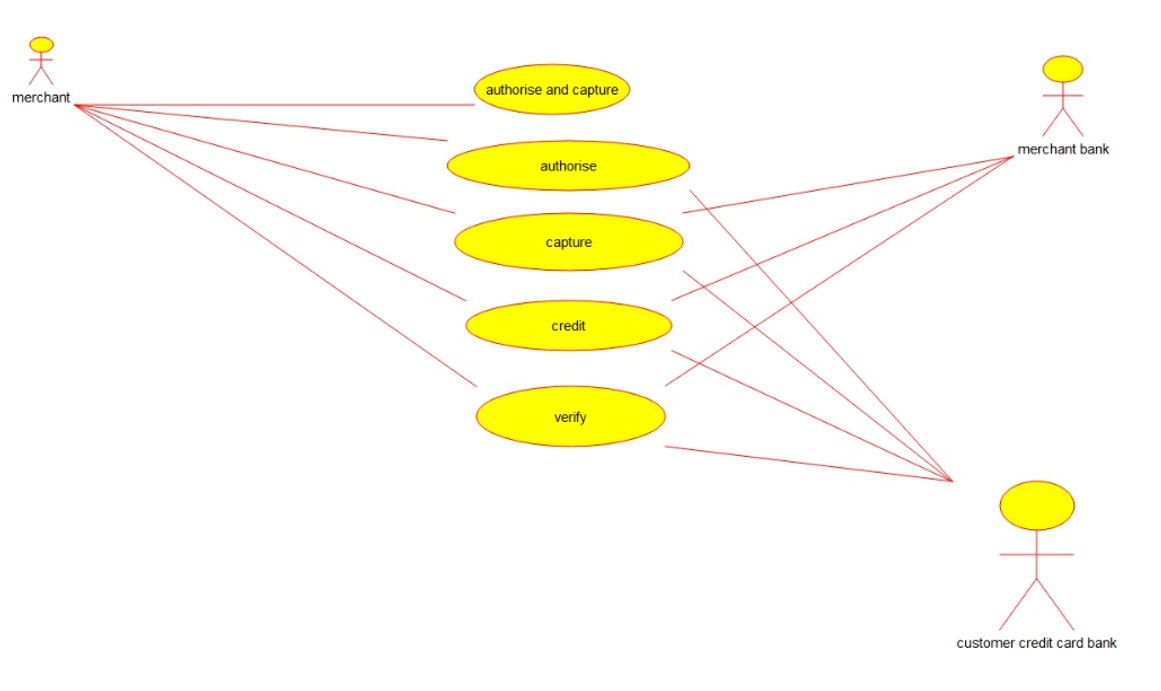 merchant
authorise and capture
authorise
capture
credit
verify
merchant bank
customer credit card bank